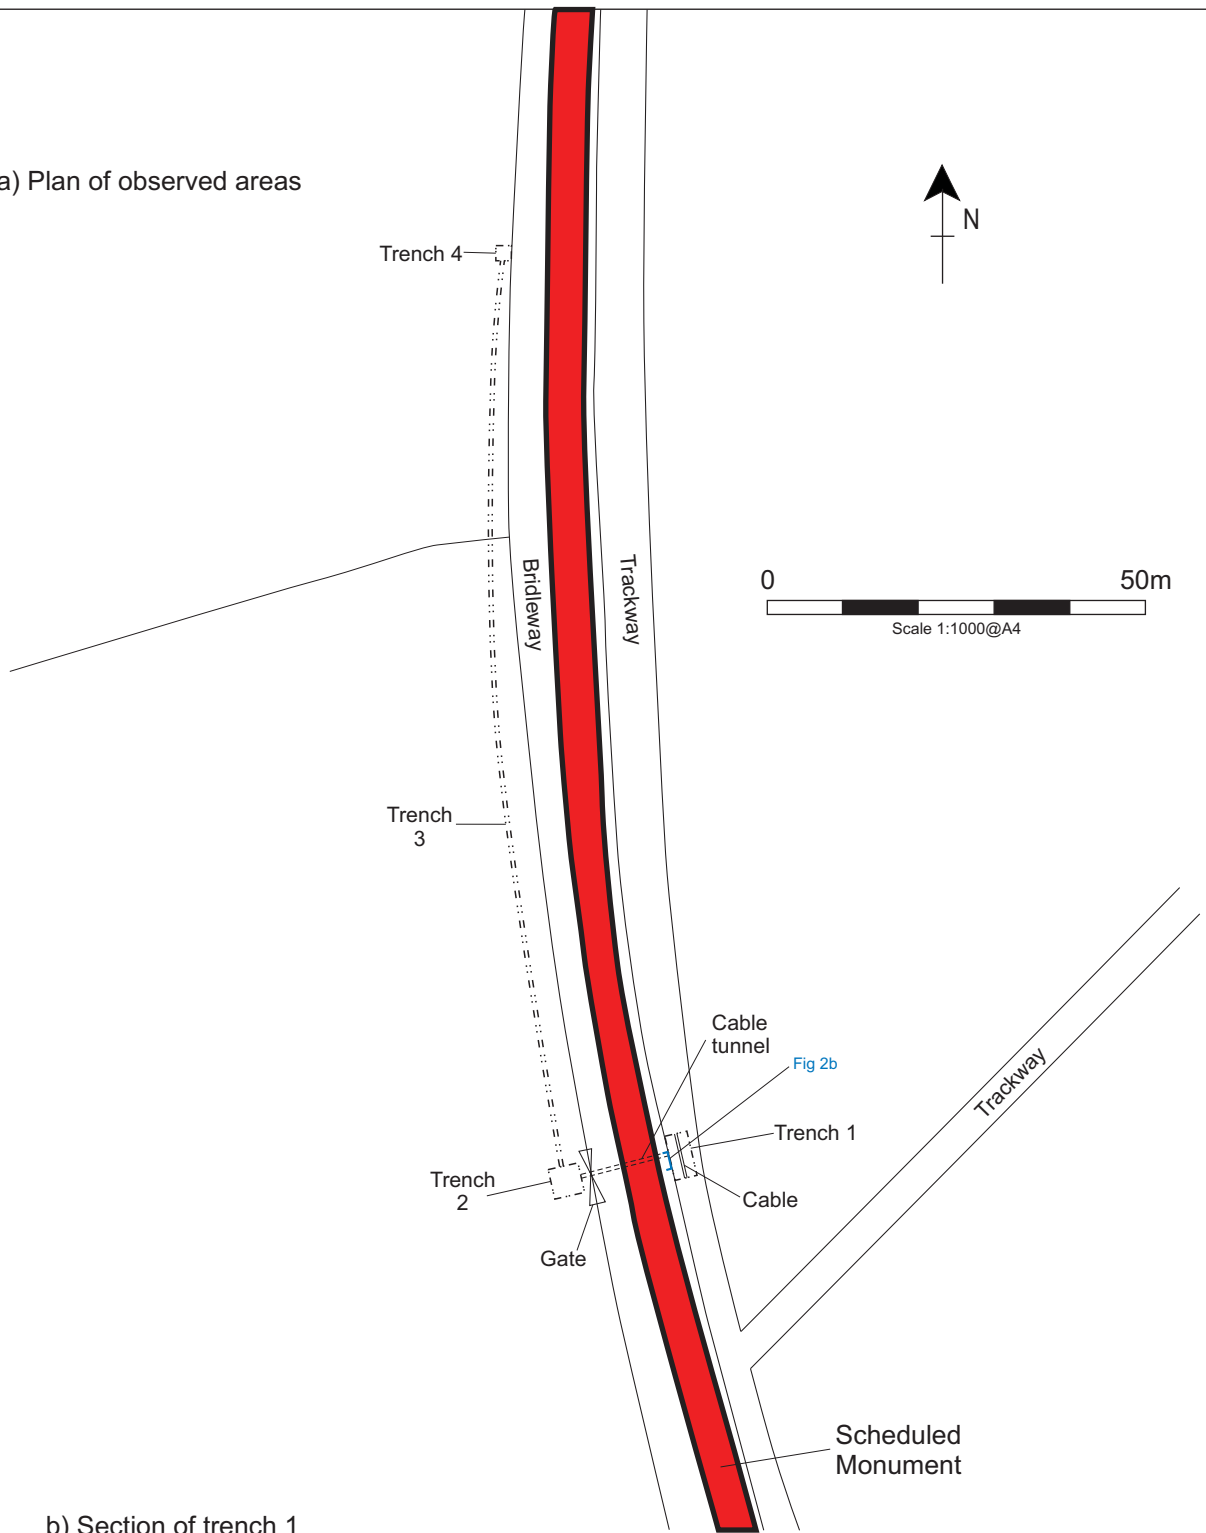 a) Plan of observed areas
N
Trench 4
0 50m
Scale 1:1000@A4
Bridleway
Trackway
Trench
3
Cable
tunnel
Fig 2b
Trackway
Trench 1
Trench
2
Cable
Gate
Scheduled
Monument
b) Section of trench 1